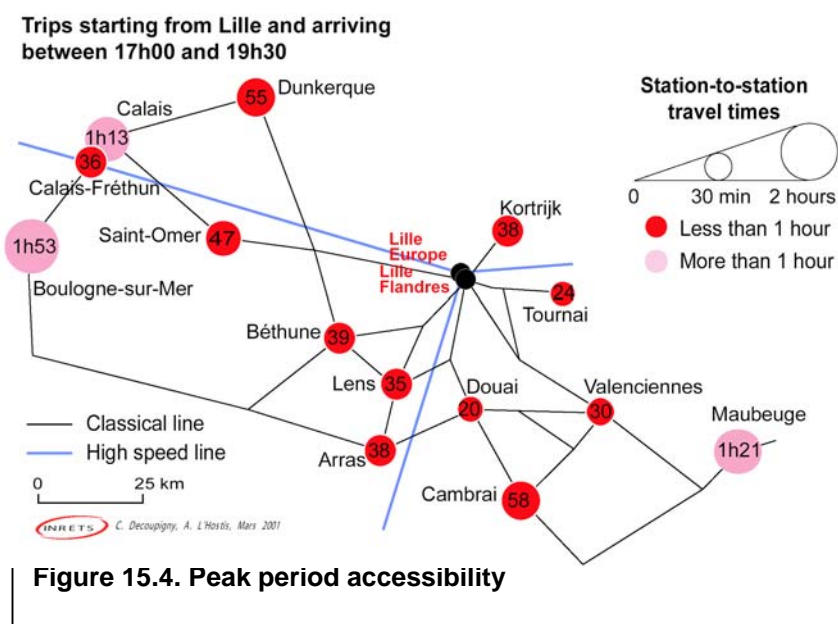 Trips starting from Lille and arriving
between 17h00 and 19h30
Station-to-station
travel times
0 30 min 2 hours
Less than 1 hour
More than 1 hour
Dunkerque
55
Calais
1h13
36
Calais-Fréthun
1h53
Boulogne-sur-Mer
Saint-Omer
47
Kortrijk
38
Lille
Europe
Lille
Flandres
24
Tournai
Béthune
39
Lens
35
Douai
20
Valenciennes
30
Maubeuge
1h21
Arras
38
Cambrai
58
Classical line
High speed line
0 25 km
INRETS C. Decoupigny, A. L'Hostis, Mars 2001
Figure 15.4. Peak period accessibility